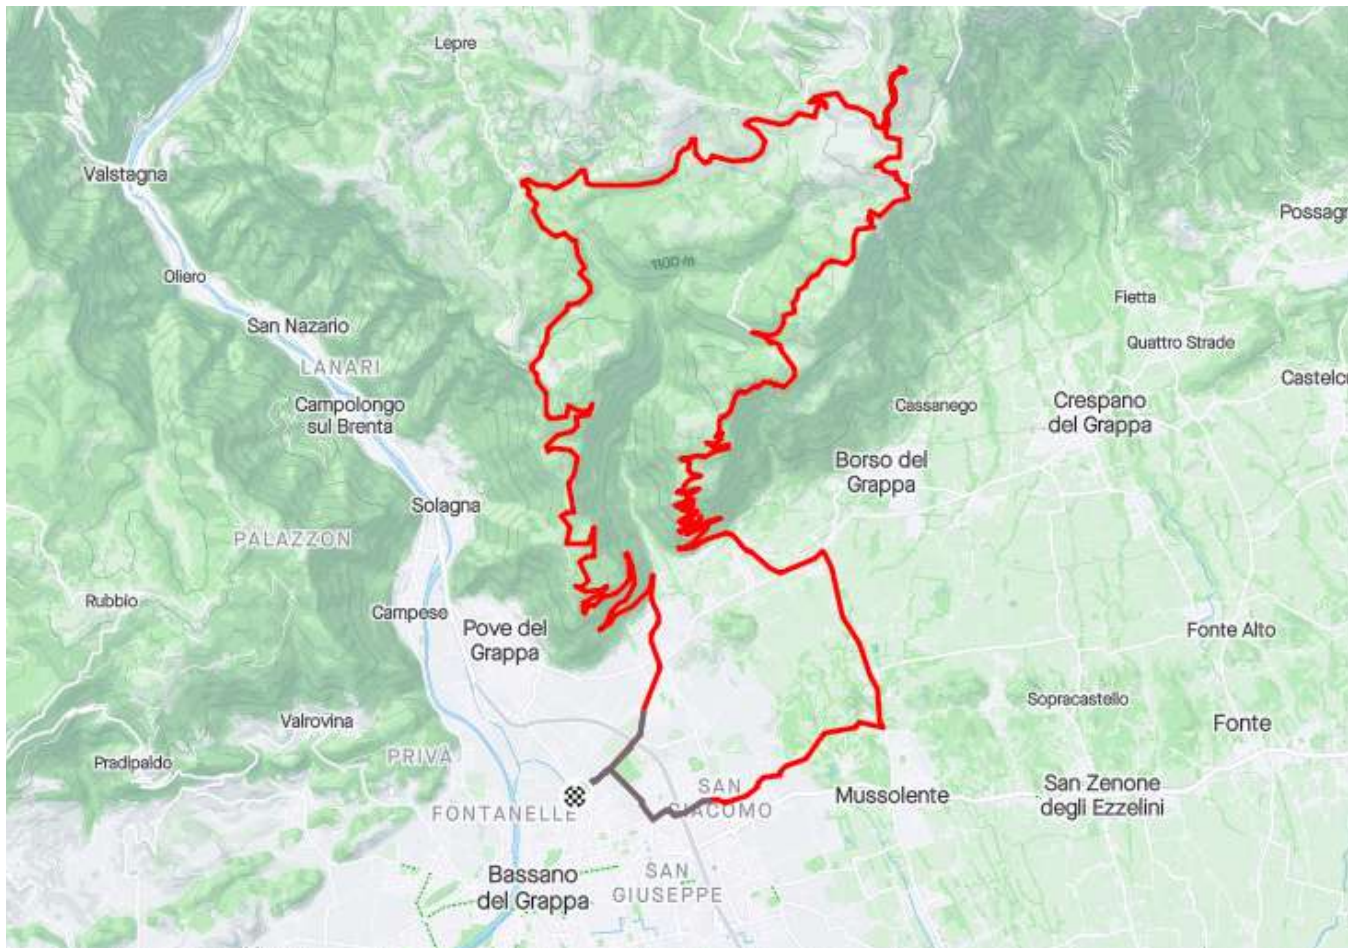 Lepre
Valstagna
Possagn
Oliero
1100 m
Fietta
San Nazario
Quattro Strade
LANARI
Castelcu
Campolongo
sul Brenta
Cassanego
Crespano
del Grappa
Borso del
Grappa
Solagna
PALAZZON
Rubbio
Campese
Pove del
Grappa
Fonte Alto
Sopracastello
Valrovina
Fonte
PRIVA
Pradipaldo
SAN
GIACOMO
Mussolente
San Zenone
degli Ezzelini
FONTANELLE
Bassano
del Grappa
SAN
GIUSEPPE